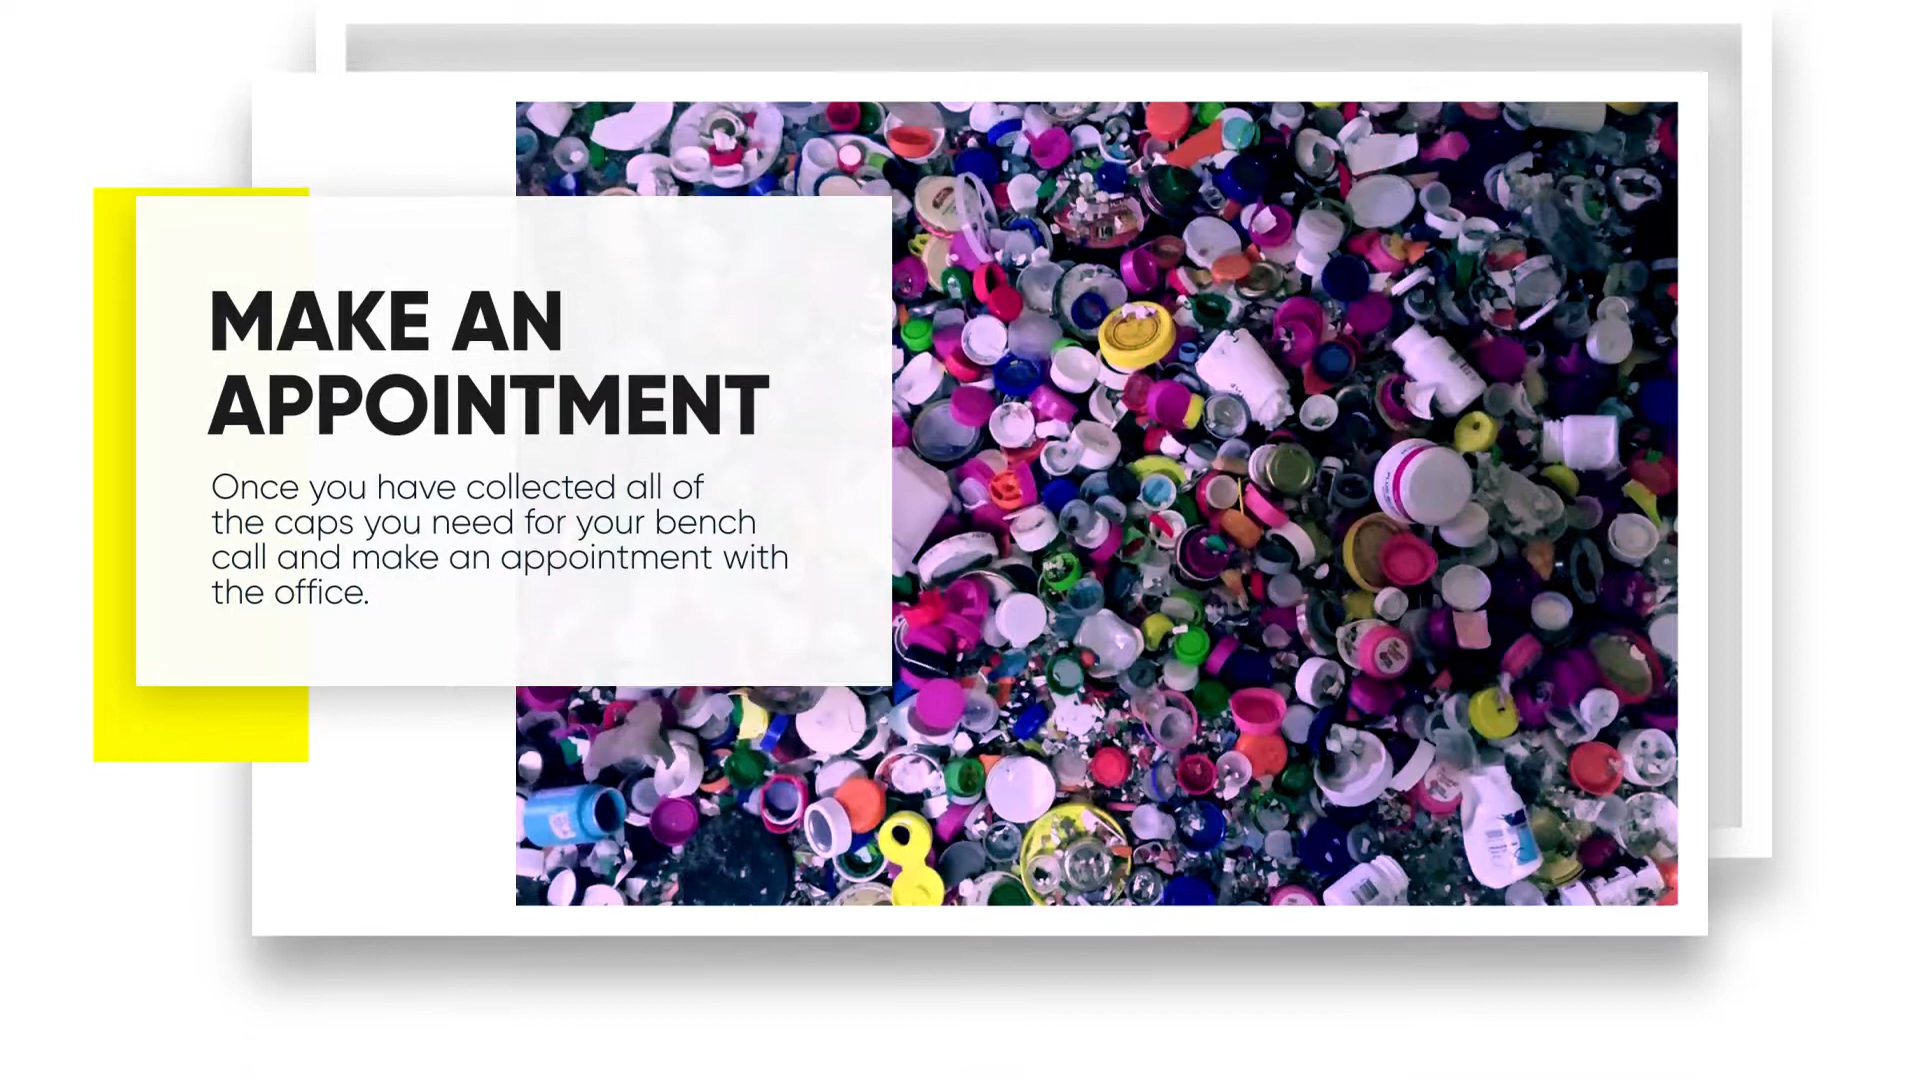 MAKE AN
APPOINTMENT
Once you have collected all of
the caps you need for your bench
call and make an appointment with
the office.